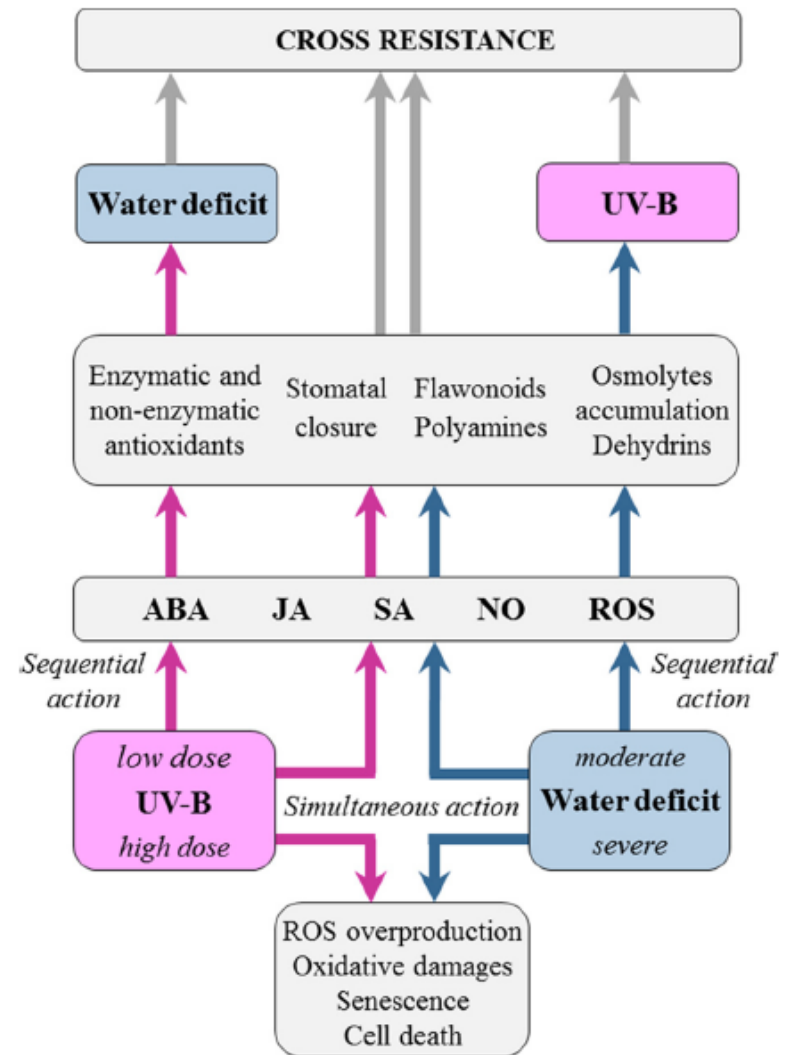 CROSS RESISTANCE
Water deficit
UV-B
Enzymatic and
non-enzymatic
antioxidants
Stomatal
closure
Flawonoids
Polyamines
Osmolytes
accumulation
Dehydrins
ABA JA SA NO ROS
Sequential
action
Sequential
action
low dose
UV-B
high dose
Simultaneous action
moderate
Water deficit
severe
ROS overproduction
Oxidative damages
Senescence
Cell death